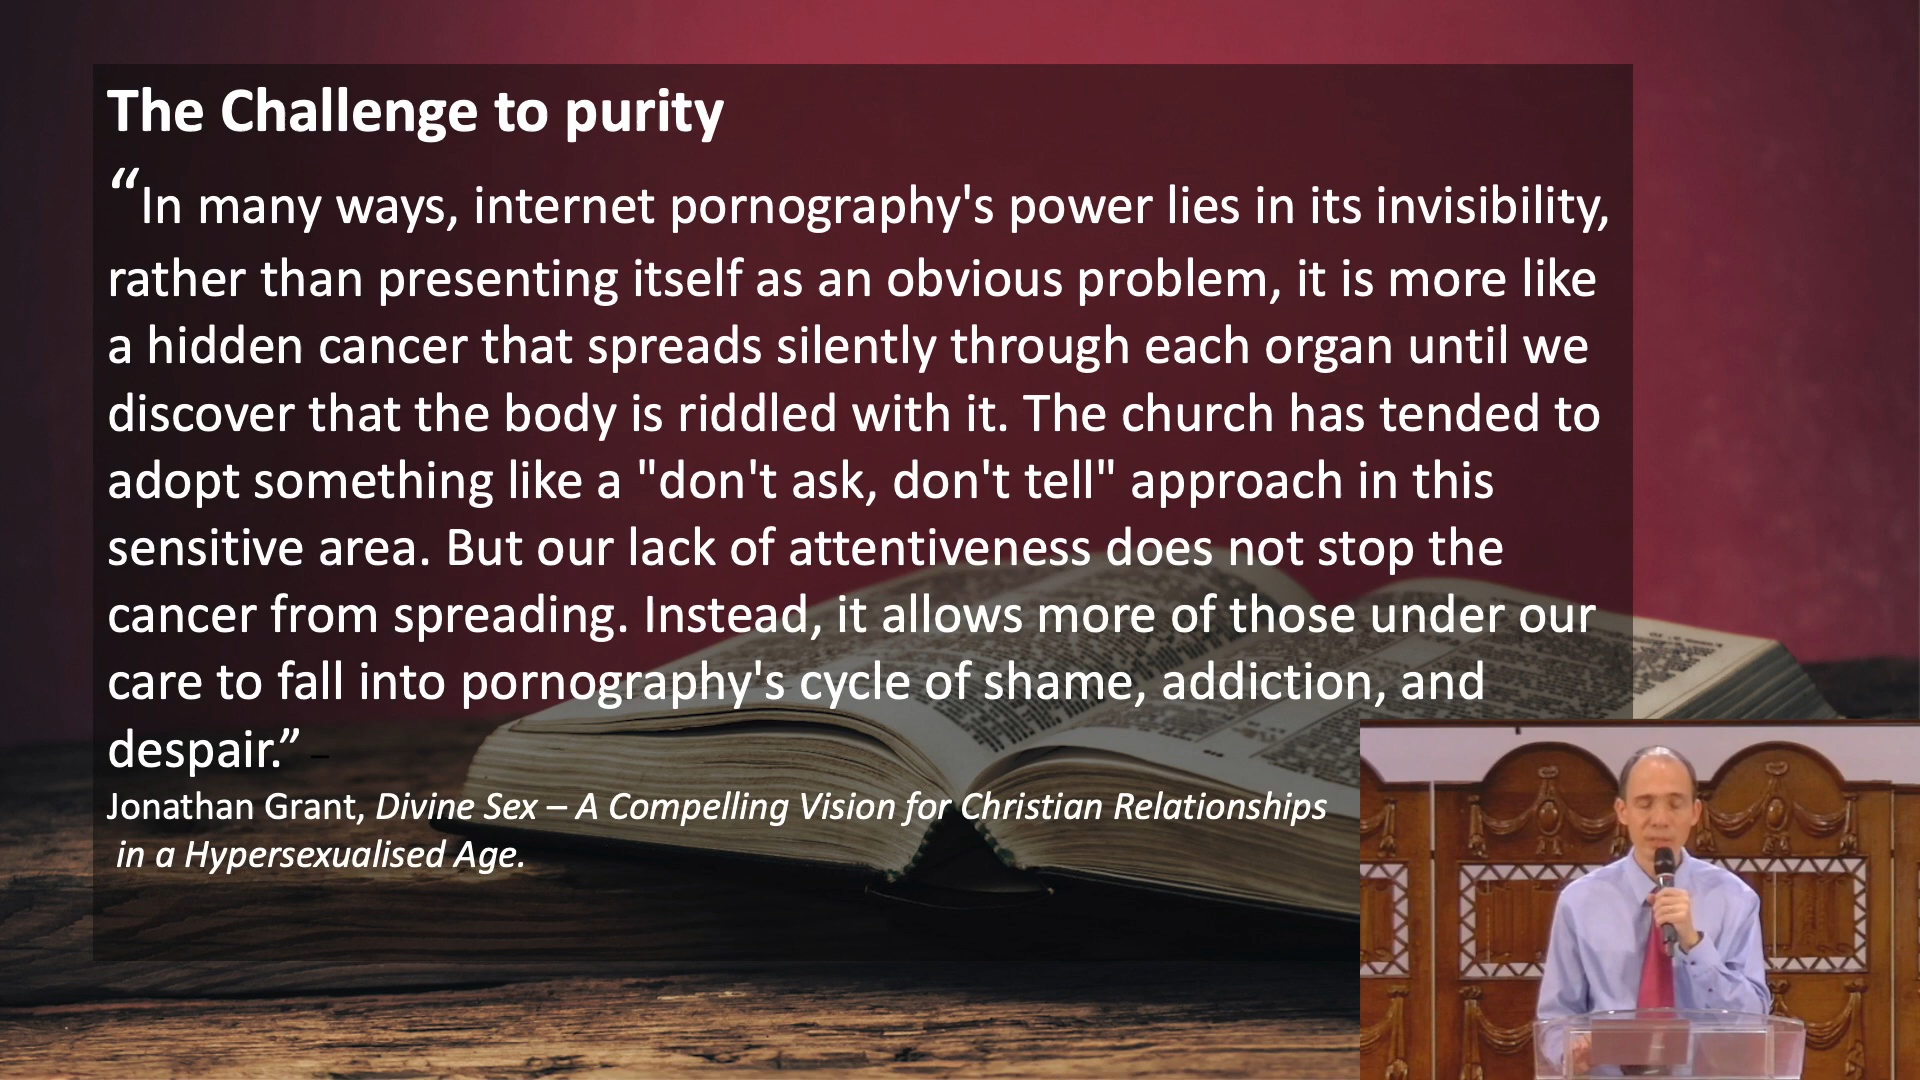 The Challenge to purity
“In many ways, internet pornography's power lies in its invisibility,
rather than presenting itself as an obvious problem, it is more like
a hidden cancer that spreads silently through each organ until we
discover that the body is riddled with it. The church has tended to
adopt something like a "don't ask, don't tell" approach in this
sensitive area. But our lack of attentiveness does not stop the
cancer from spreading. Instead, it allows more of those under our
care to fall into pornography's cycle of shame, addiction, and
despair.” –
Jonathan Grant, Divine Sex – A Compelling Vision for Christian Relationships
in a Hypersexualised Age.